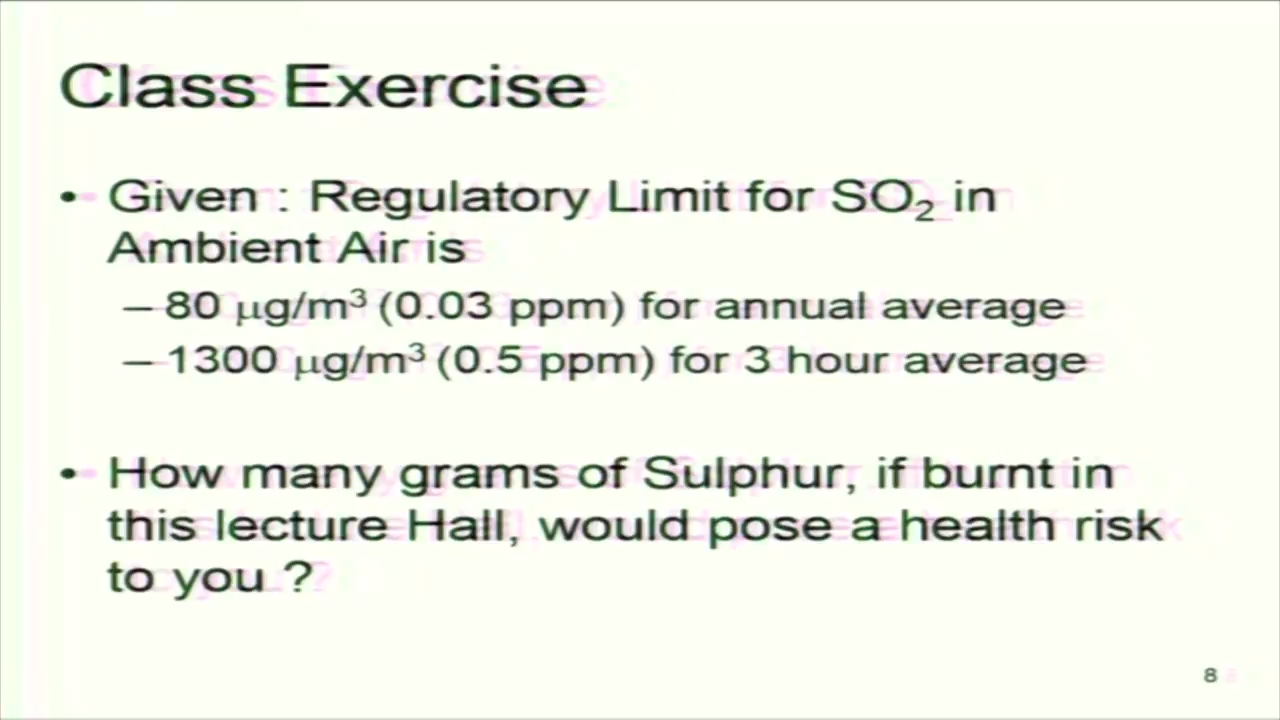 Class Exercise
• Given : Regulatory Limit for SO₂ in
Ambient Air is
– 80 μg/m³ (0.03 ppm) for annual average
– 1300 μg/m³ (0.5 ppm) for 3 hour average
• How many grams of Sulphur, if burnt in
this lecture Hall, would pose a health risk
to you ?
8